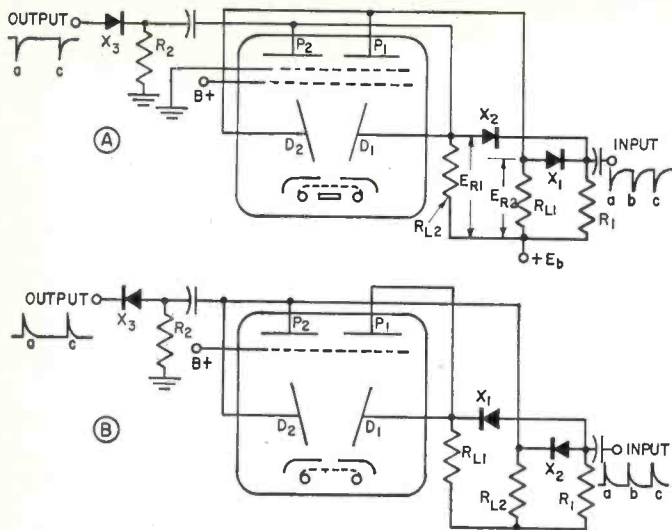 OUTPUT
X3
R2
P2
P1
a
c
B+
A
X2
INPUT
D2
D1
ER1
ER2
X1
a
b
c
RL2
RL1
R1
+Eb
OUTPUT
X3
R2
P2
P1
a
c
B+
B
X1
D2
D1
INPUT
X2
RL1
a
b
c
RL2
R1